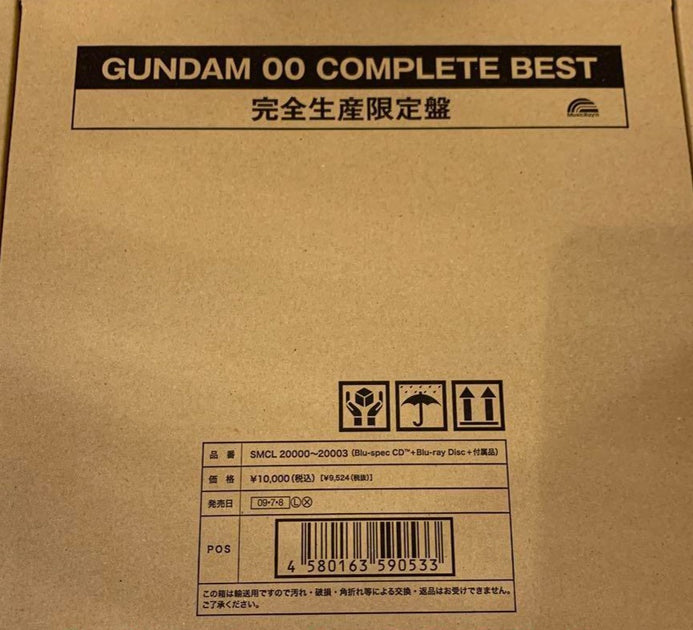 GUNDAM 00 COMPLETE BEST
完全生産限定盤
MusicRay'n
品番 SMCL 20000〜20003 (Blu-spec CD™+Blu-ray Disc+付属品)
価格 ¥10,000(税込) [¥9,524(税抜)]
発売日 09・7・8 Ⓛ Ⓧ
POS
4 580163 590533
この箱は輸送用ですので汚れ・破損・角折れ等による交換・返品はお受けできません。
ご了承ください。